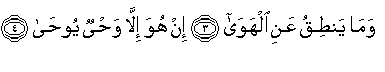 وَمَا يَنطِقُ عَنِ ٱلْهَوَىٰٓ ﴿٣﴾ إِنْ هُوَ إِلَّا وَحْىٌ يُوحَىٰ ﴿٤﴾